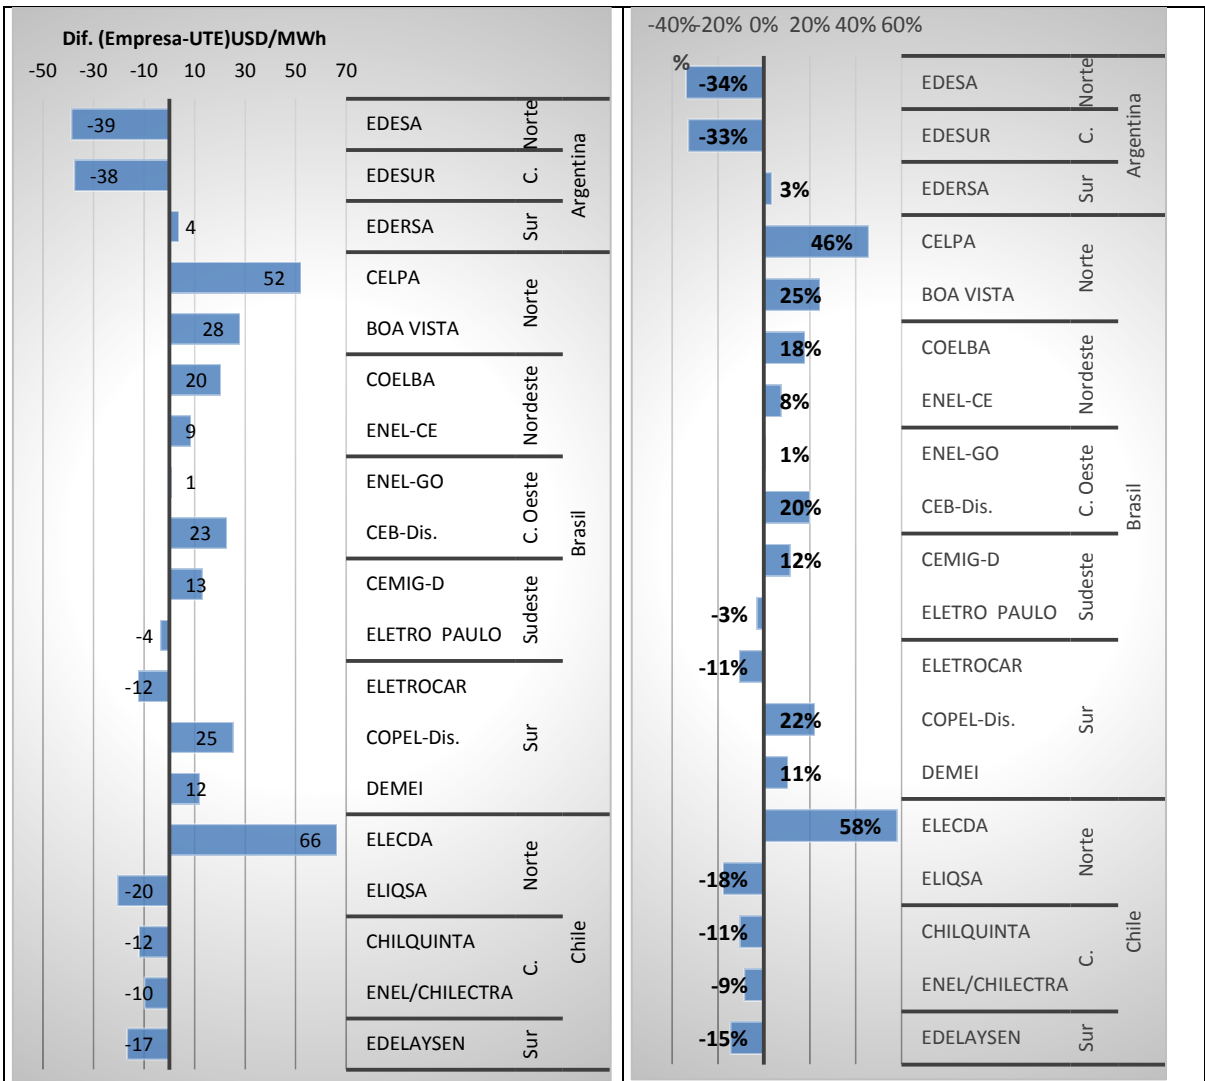 Dif. (Empresa-UTE)USD/MWh
-50 -30 -10 10 30 50 70
-39 EDESA Norte
-38 EDESUR C.
4 EDERSA Sur
Argentina
52 CELPA
28 BOA VISTA
Norte
20 COELBA
9 ENEL-CE
Nordeste
1 ENEL-GO
23 CEB-Dis.
C. Oeste
13 CEMIG-D
-4 ELETRO PAULO
Sudeste
-12 ELETROCAR
25 COPEL-Dis.
12 DEMEI
Sur
Brasil
66 ELECDA
-20 ELIQSA
Norte
-12 CHILQUINTA
-10 ENEL/CHILECTRA
C.
-17 EDELAYSEN Sur
Chile
-40% -20% 0% 20% 40% 60%
%
-34% EDESA Norte
-33% EDESUR C.
3% EDERSA Sur
Argentina
46% CELPA
25% BOA VISTA
Norte
18% COELBA
8% ENEL-CE
Nordeste
1% ENEL-GO
20% CEB-Dis.
C. Oeste
12% CEMIG-D
-3% ELETRO PAULO
Sudeste
-11% ELETROCAR
22% COPEL-Dis.
11% DEMEI
Sur
Brasil
58% ELECDA
-18% ELIQSA
Norte
-11% CHILQUINTA
-9% ENEL/CHILECTRA
C.
-15% EDELAYSEN Sur
Chile